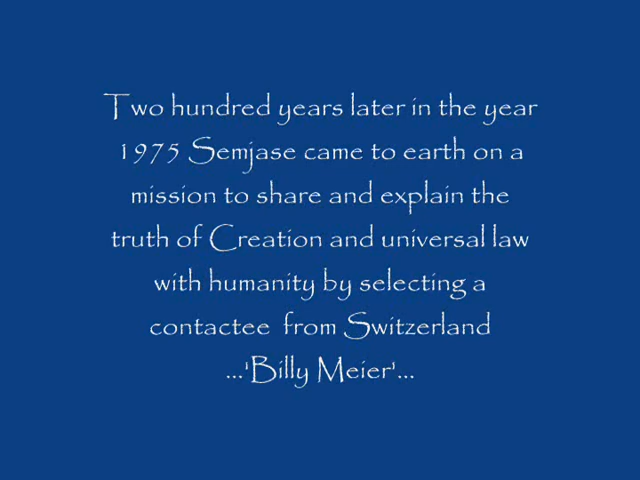 Two hundred years later in the year
1975 Semjase came to earth on a
mission to share and explain the
truth of Creation and universal law
with humanity by selecting a
contactee from Switzerland
...'Billy Meier'...